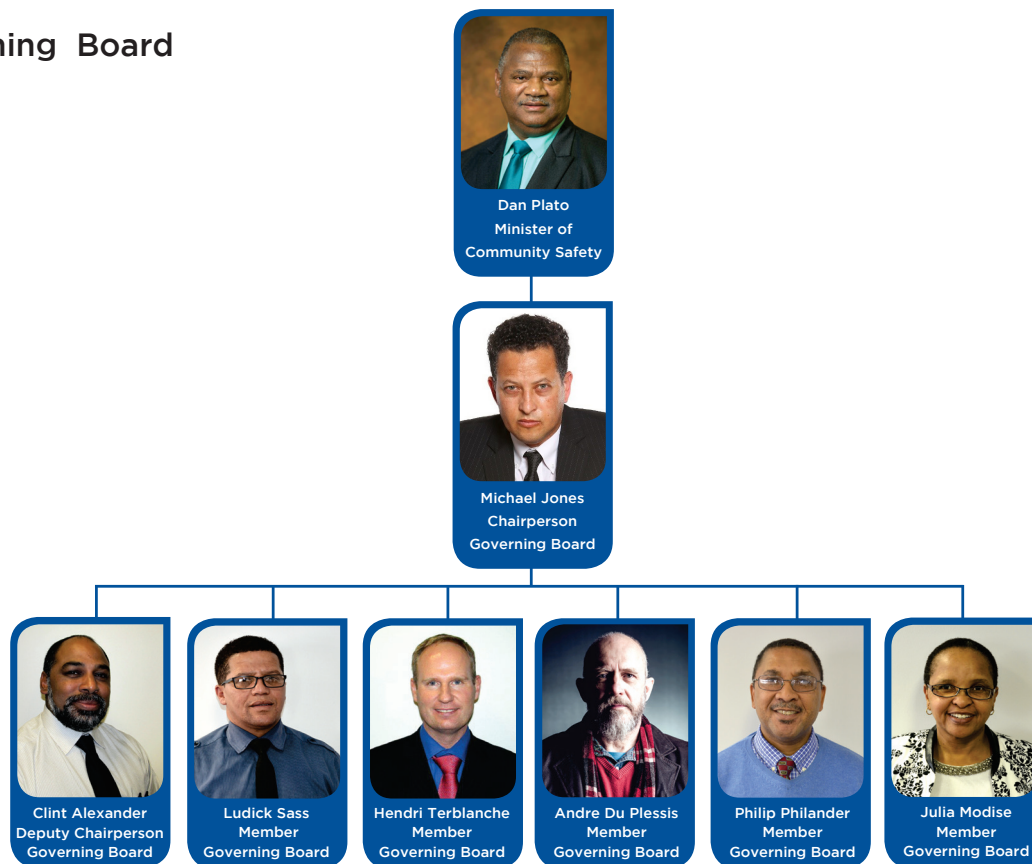 Board
Dan Plato
Minister of
Community Safety
Michael Jones
Chairperson
Governing Board
Clint Alexander
Deputy Chairperson
Governing Board
Ludick Sass
Member
Governing Board
Hendri Terblanche
Member
Governing Board
Andre Du Plessis
Member
Governing Board
Philip Philander
Member
Governing Board
Julia Modise
Member
Governing Board